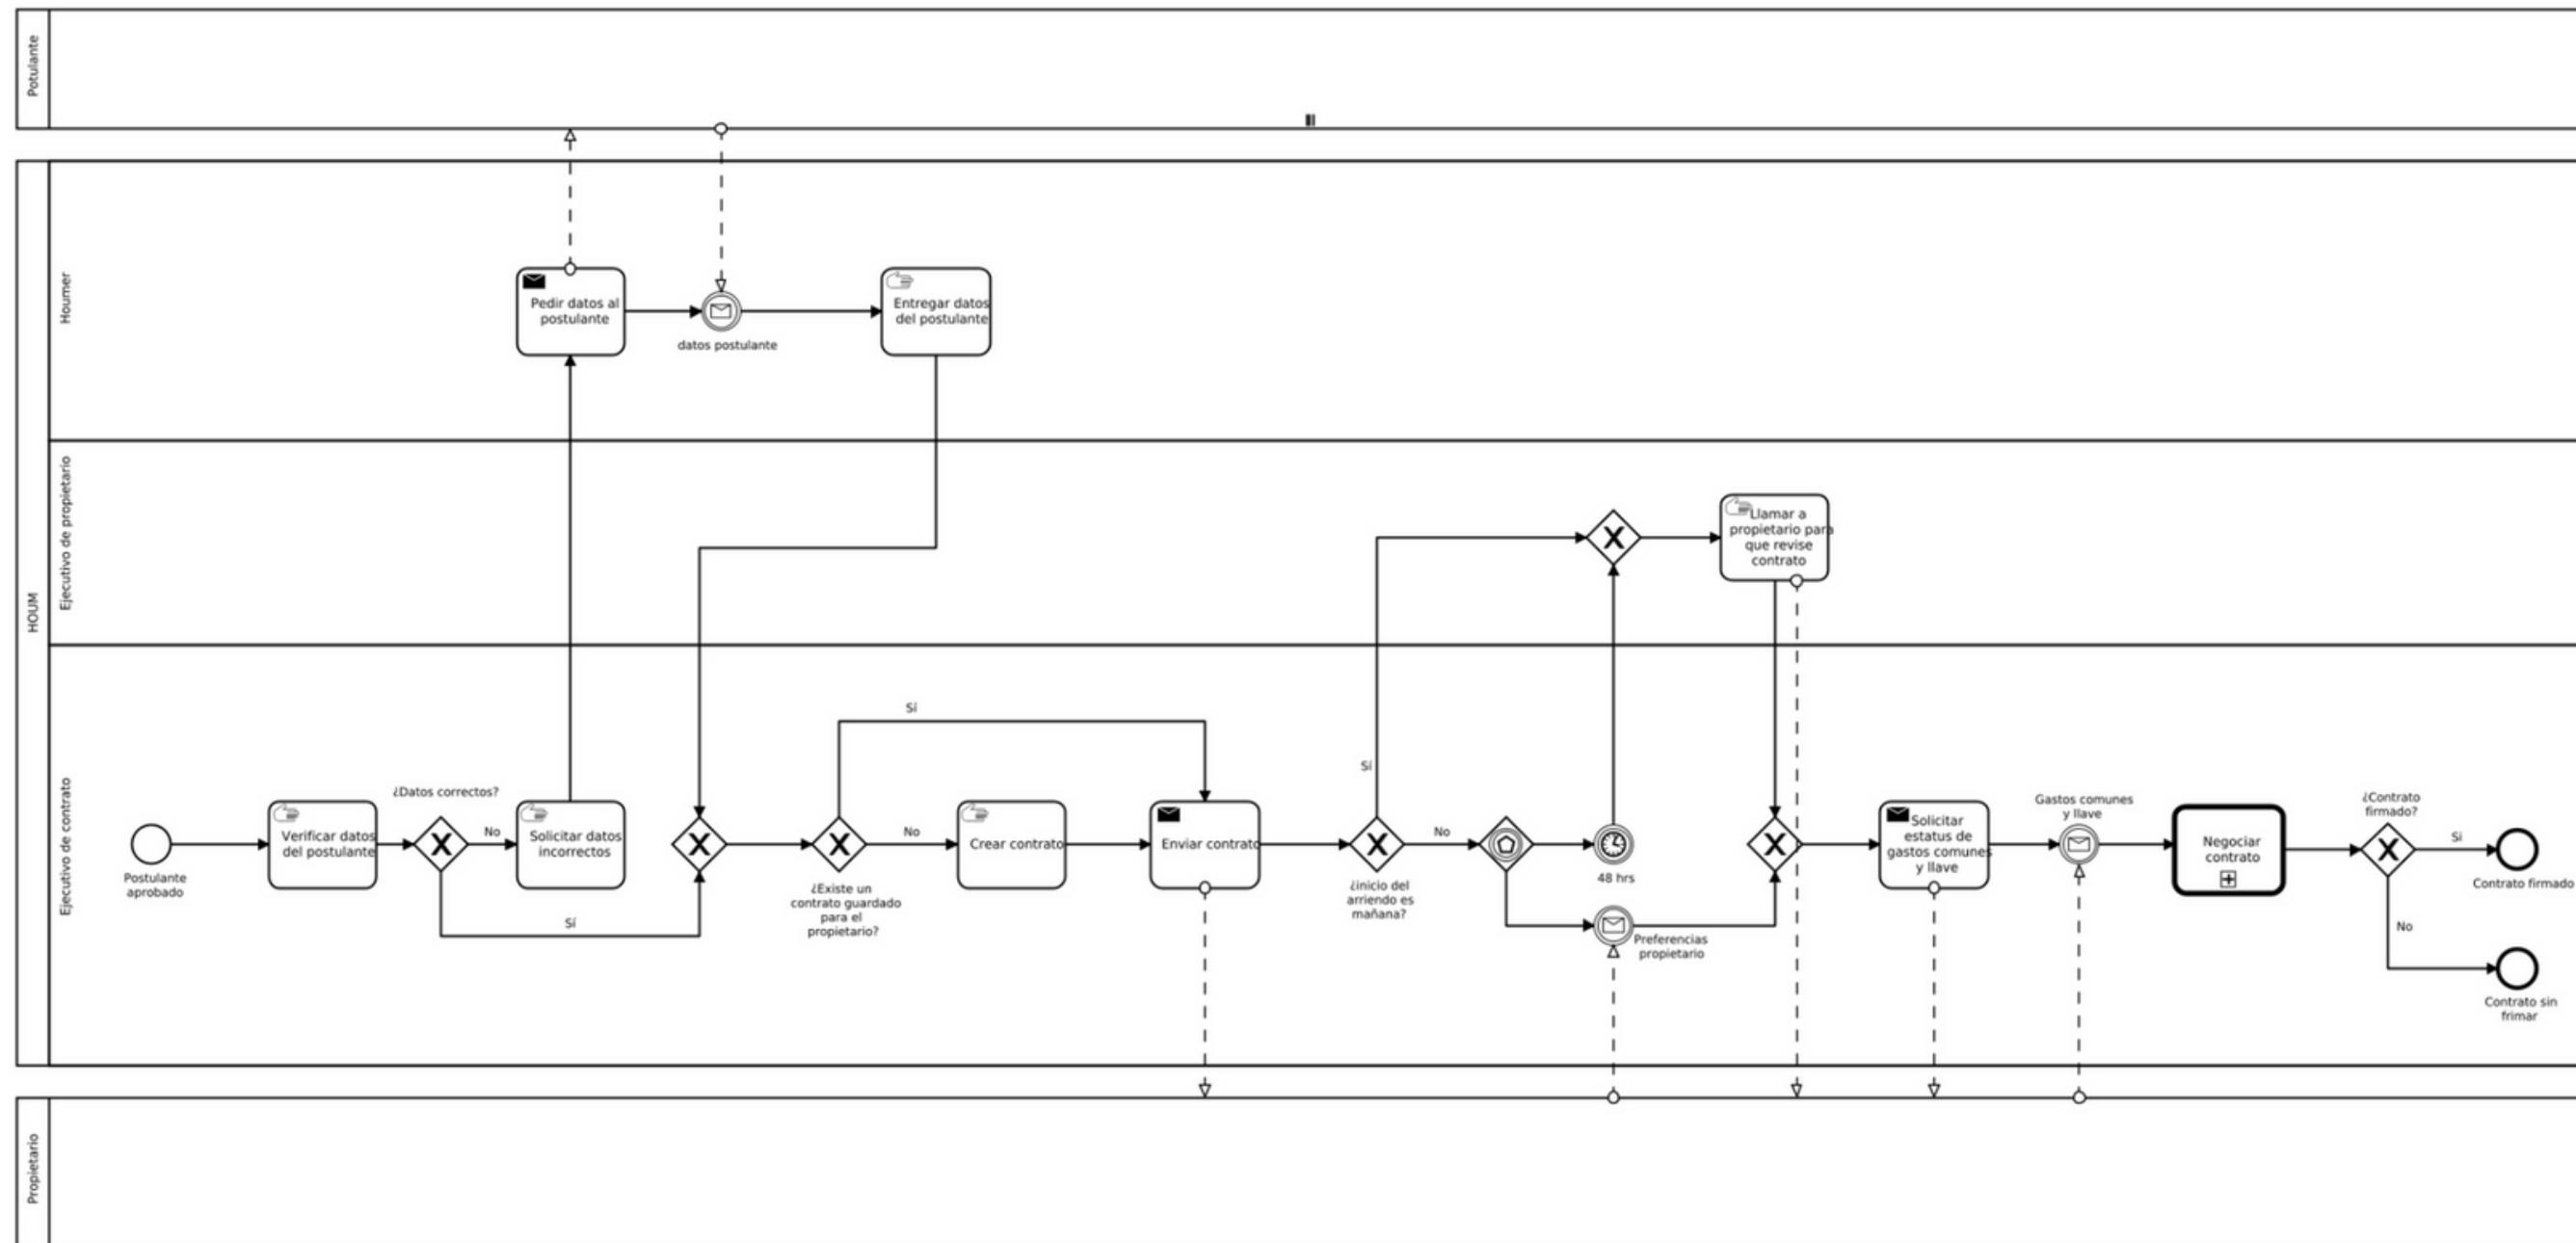 Potulante
HOUM
Houmer
Pedir datos al
postulante
datos postulante
Entregar datos
del postulante
Ejecutivo de propietario
Llamar a
propietario para
que revise
contrato
Ejecutivo de contrato
Postulante
aprobado
Verificar datos
del postulante
¿Datos correctos?
No
Sí
Solicitar datos
incorrectos
¿Existe un
contrato guardado
para el
propietario?
Sí
No
Crear contrato
Enviar contrato
¿inicio del
arriendo es
mañana?
Sí
No
48 hrs
Preferencias
propietario
Solicitar
estatus de
gastos comunes
y llave
Gastos comunes
y llave
Negociar
contrato
¿Contrato
firmado?
Si
Contrato firmado
No
Contrato sin
frimar
Propietario